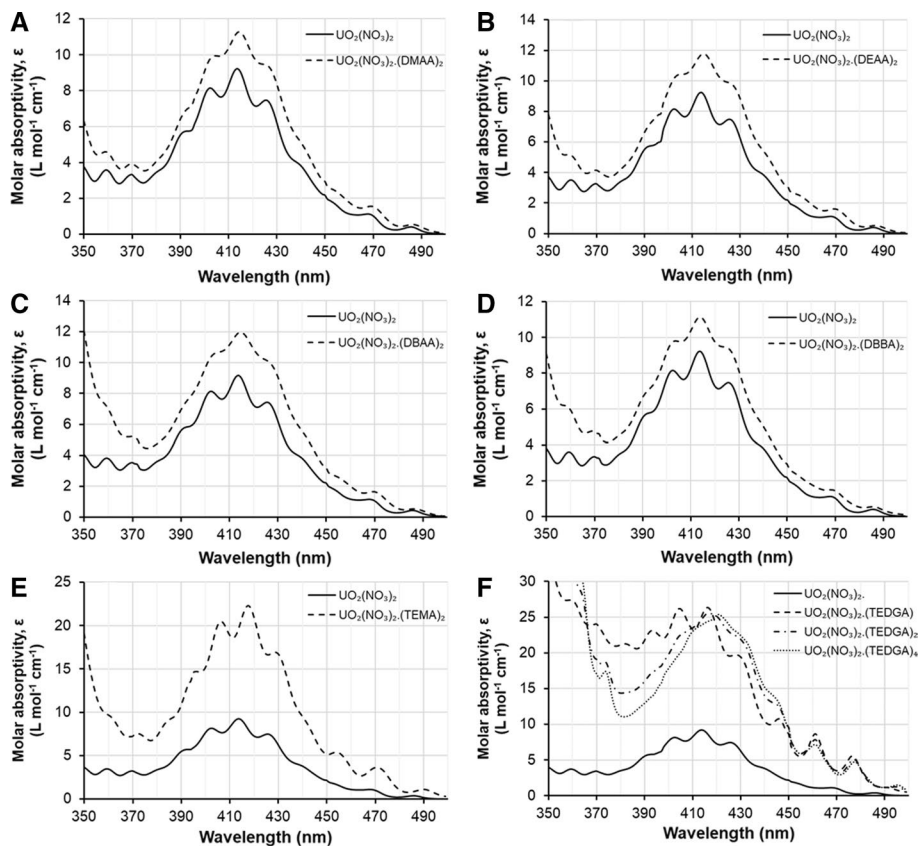 A
Molar absorptivity, ε
(L mol⁻¹ cm⁻¹)
12
10
8
6
4
2
0
350 370 390 410 430 450 470 490
Wavelength (nm)
UO₂(NO₃)₂
UO₂(NO₃)₂.(DMAA)₂
B
Molar absorptivity, ε
(L mol⁻¹ cm⁻¹)
14
12
10
8
6
4
2
0
350 370 390 410 430 450 470 490
Wavelength (nm)
UO₂(NO₃)₂
UO₂(NO₃)₂.(DEAA)₂
C
Molar absorptivity, ε
(L mol⁻¹ cm⁻¹)
14
12
10
8
6
4
2
0
350 370 390 410 430 450 470 490
Wavelength (nm)
UO₂(NO₃)₂
UO₂(NO₃)₂.(DBAA)₂
D
Molar absorptivity, ε
(L mol⁻¹ cm⁻¹)
12
10
8
6
4
2
0
350 370 390 410 430 450 470 490
Wavelength (nm)
UO₂(NO₃)₂
UO₂(NO₃)₂.(DBBA)₂
E
Molar absorptivity, ε
(L mol⁻¹ cm⁻¹)
25
20
15
10
5
0
350 370 390 410 430 450 470 490
Wavelength (nm)
UO₂(NO₃)₂
UO₂(NO₃)₂.(TEMA)₂
F
Molar absorptivity, ε
(L mol⁻¹ cm⁻¹)
30
25
20
15
10
5
0
350 370 390 410 430 450 470 490
Wavelength (nm)
UO₂(NO₃)₂.
UO₂(NO₃)₂.(TEDGA)
UO₂(NO₃)₂.(TEDGA)₂
UO₂(NO₃)₂.(TEDGA)₄